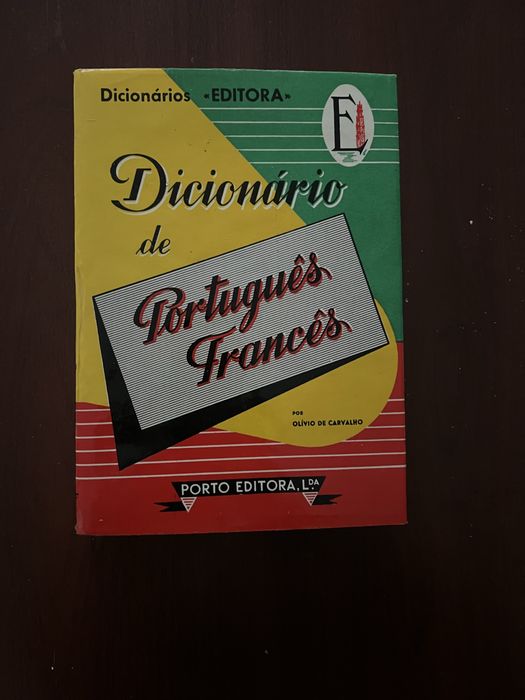 Dicionários «EDITORA»
E
Dicionário
de
Português
Francês
POR
OLÍVIO DE CARVALHO
PORTO EDITORA, L.DA